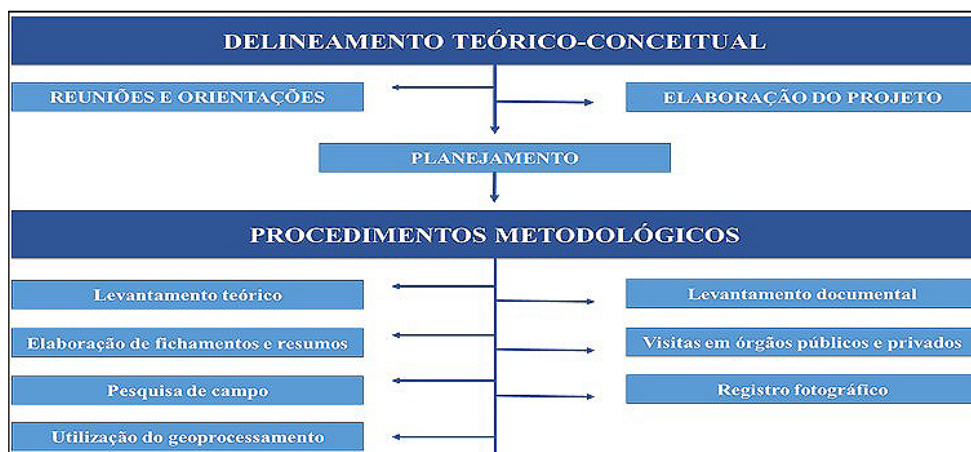 DELINEAMENTO TEÓRICO-CONCEITUAL
REUNIÕES E ORIENTAÇÕES
ELABORAÇÃO DO PROJETO
PLANEJAMENTO
PROCEDIMENTOS METODOLÓGICOS
Levantamento teórico
Levantamento documental
Elaboração de fichamentos e resumos
Visitas em órgãos públicos e privados
Pesquisa de campo
Registro fotográfico
Utilização do geoprocessamento